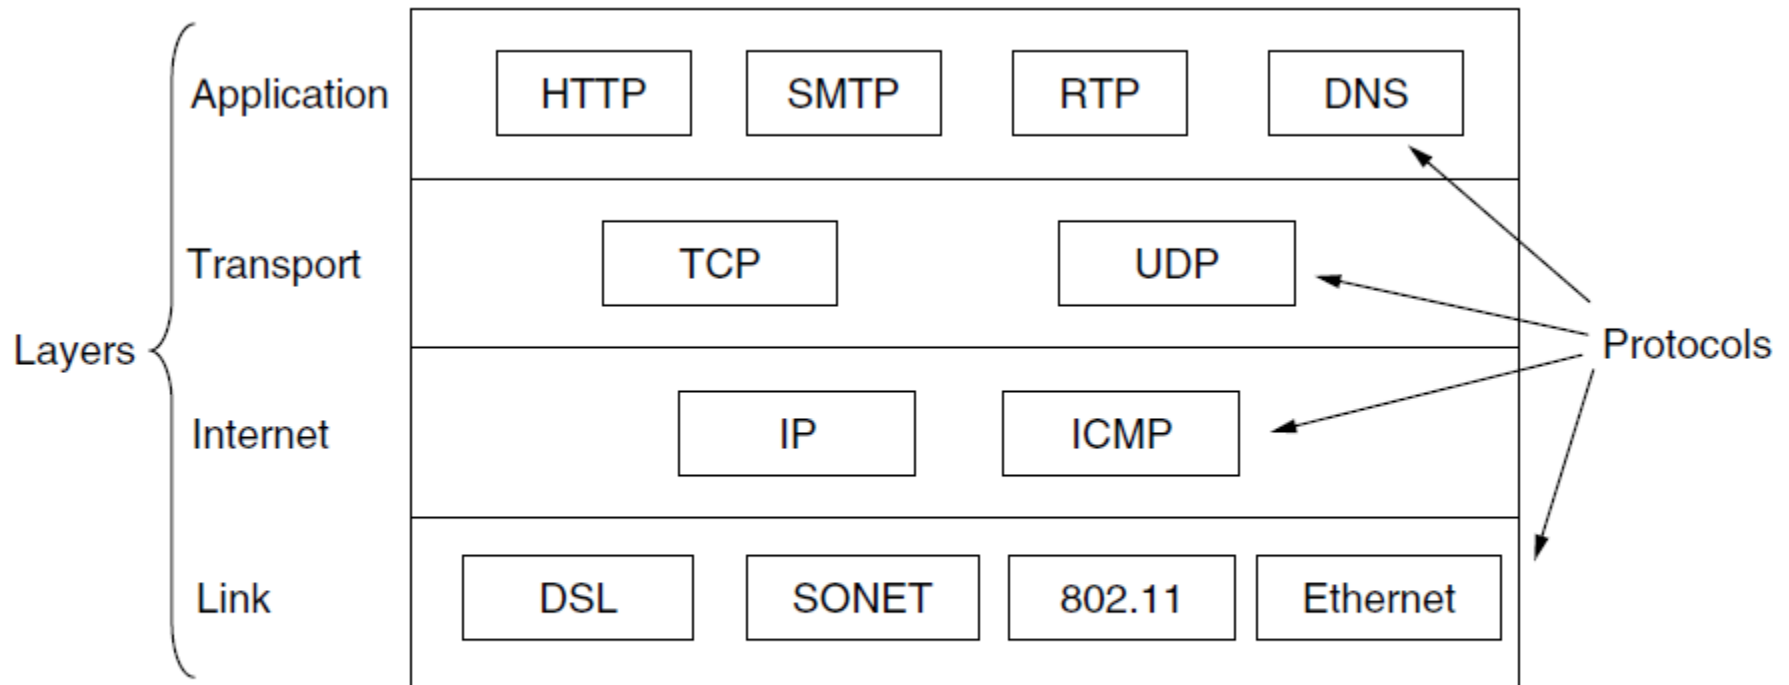 Application HTTP SMTP RTP DNS
Transport TCP UDP
Layers Protocols
Internet IP ICMP
Link DSL SONET 802.11 Ethernet